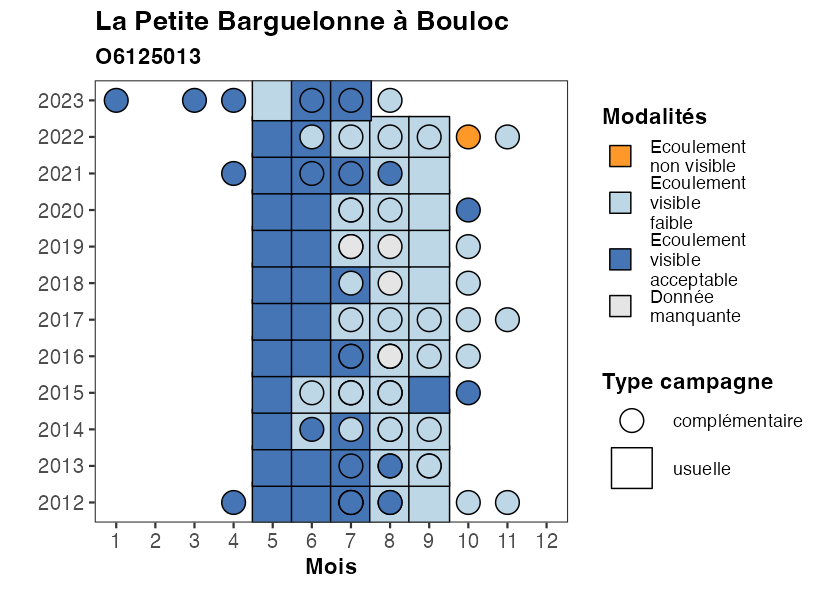 La Petite Barguelonne à Bouloc
O6125013
2023
2022
2021
2020
2019
2018
2017
2016
2015
2014
2013
2012
1 2 3 4 5 6 7 8 9 10 11 12
Mois
Modalités
Ecoulement
non visible
Ecoulement
visible
faible
Ecoulement
visible
acceptable
Donnée
manquante
Type campagne
complémentaire
usuelle